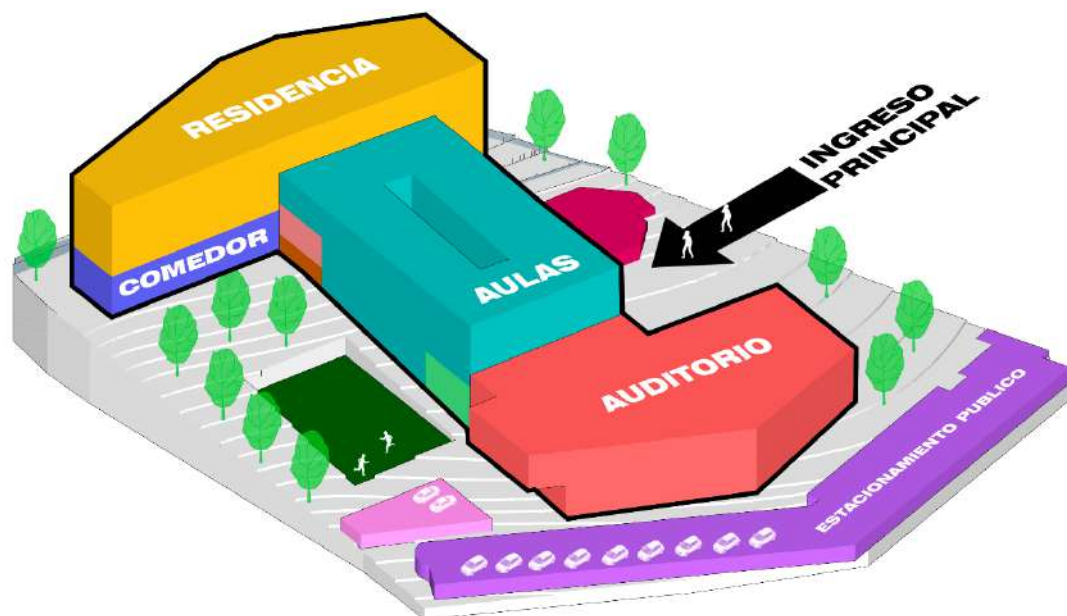 RESIDENCIA
INGRESO
PRINCIPAL
COMEDOR
AULAS
AUDITORIO
ESTACIONAMIENTO PUBLICO